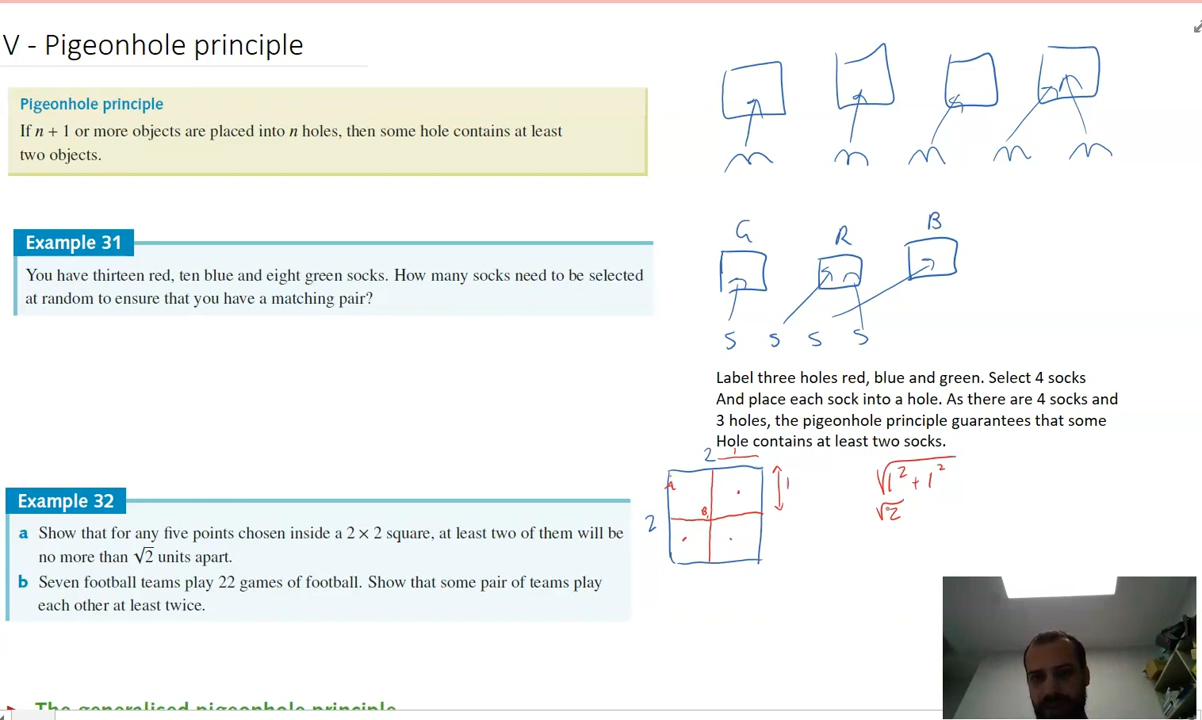 V - Pigeonhole principle
Pigeonhole principle
If n + 1 or more objects are placed into n holes, then some hole contains at least
two objects.
G R B
Example 31
You have thirteen red, ten blue and eight green socks. How many socks need to be selected
at random to ensure that you have a matching pair?
S S S S
Label three holes red, blue and green. Select 4 socks
And place each sock into a hole. As there are 4 socks and
3 holes, the pigeonhole principle guarantees that some
Hole contains at least two socks.
2 1
√1² + 1²
A 1
Example 32
B √2
2
a Show that for any five points chosen inside a 2 × 2 square, at least two of them will be
no more than √2 units apart.
b Seven football teams play 22 games of football. Show that some pair of teams play
each other at least twice.